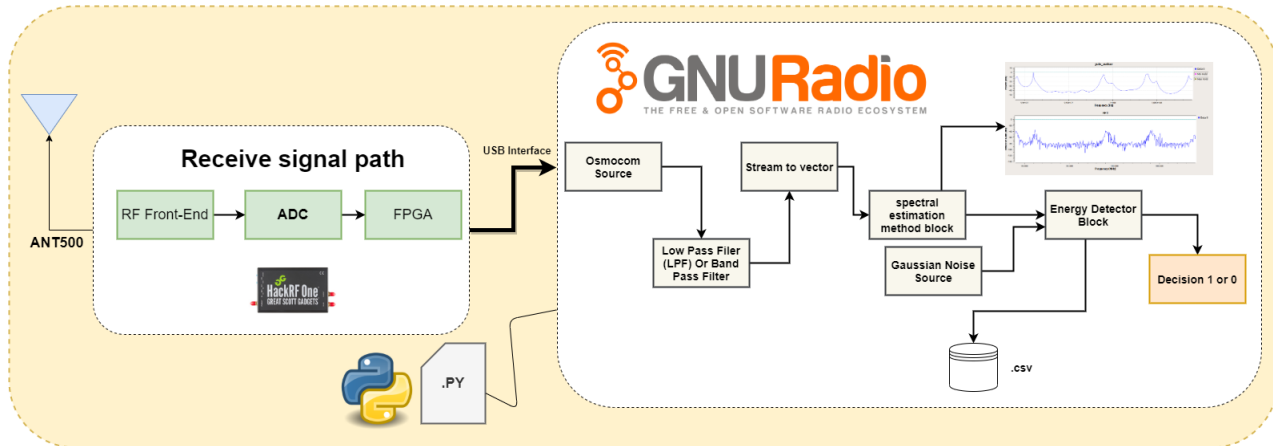 GNURadio
THE FREE & OPEN SOFTWARE RADIO ECOSYSTEM
Receive signal path
USB Interface
RF Front-End
ADC
FPGA
ANT500
HackRF One
GREAT SCOTT GADGETS
Osmocom
Source
Low Pass Filer
(LPF) Or Band
Pass Filter
Stream to vector
spectral
estimation
method block
Gaussian Noise
Source
Energy Detector
Block
Decision 1 or 0
.csv
.PY